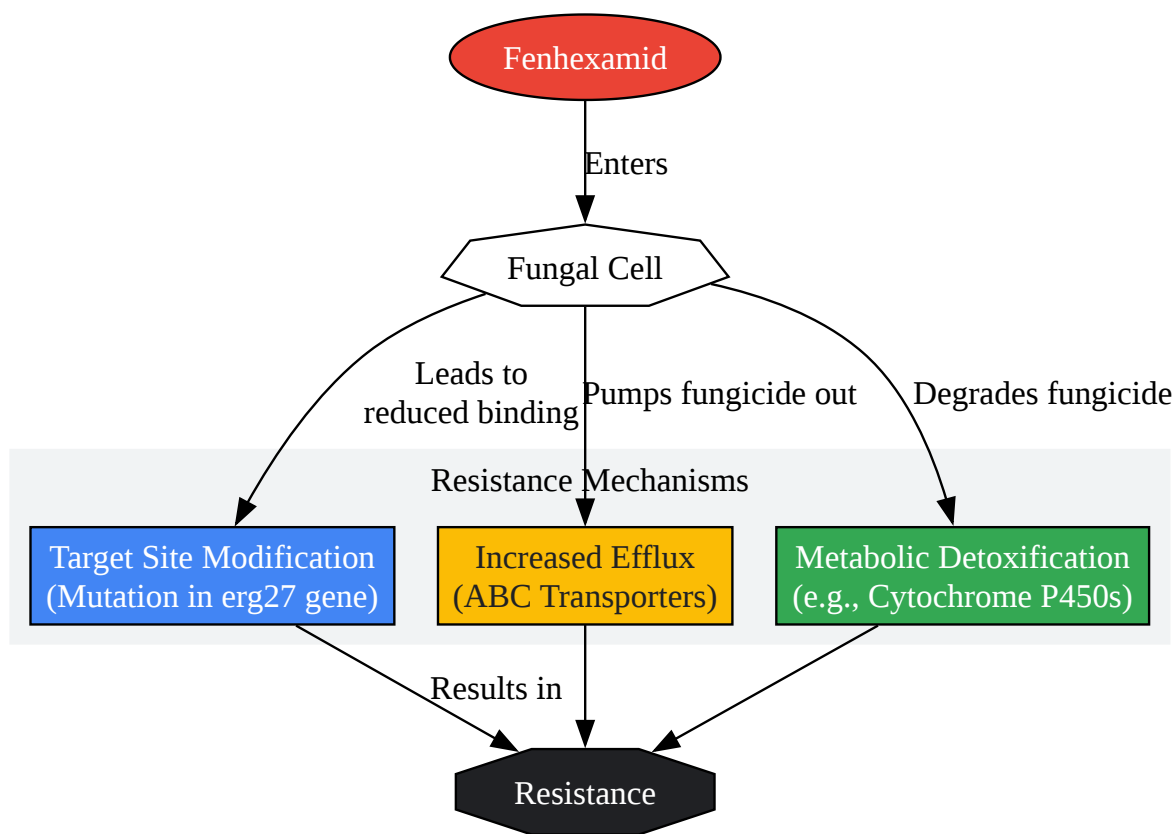 Fenhexamid
Enters
Fungal Cell
Leads to
reduced binding
Pumps fungicide out
Degrades fungicide
Resistance Mechanisms
Target Site Modification
(Mutation in erg27 gene)
Increased Efflux
(ABC Transporters)
Metabolic Detoxification
(e.g., Cytochrome P450s)
Results in
Resistance